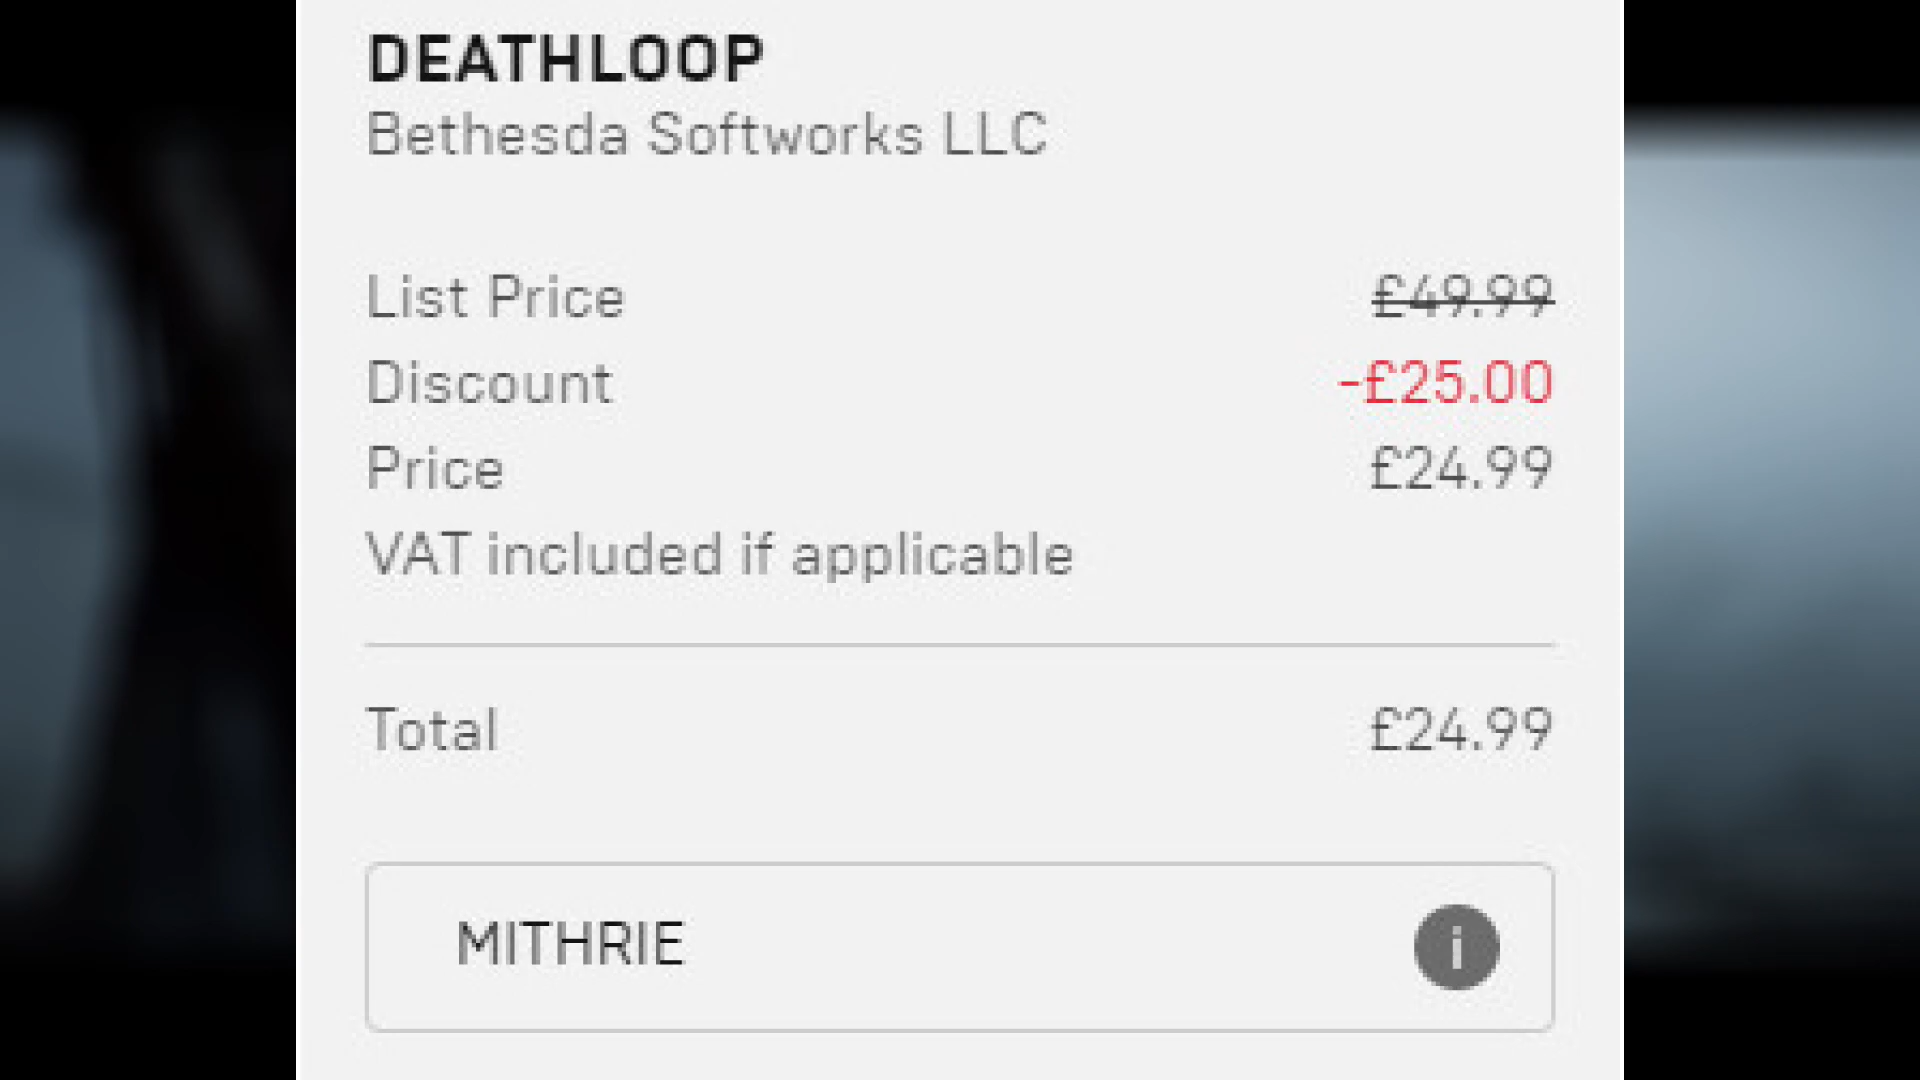 DEATHLOOP
Bethesda Softworks LLC
List Price £49.99
Discount -£25.00
Price £24.99
VAT included if applicable
Total £24.99
MITHRIE i